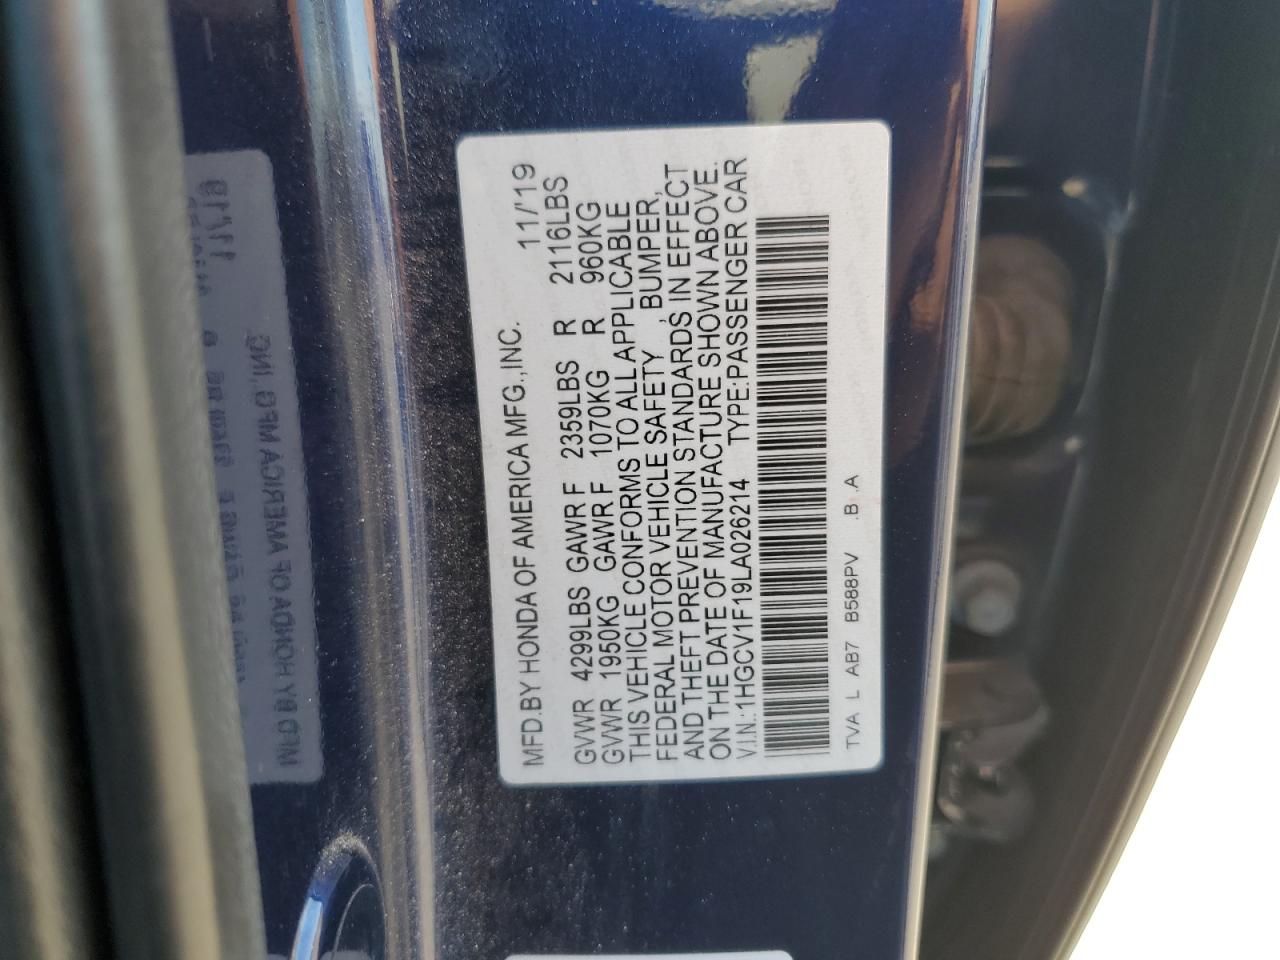 MFD.BY HONDA OF AMERICA MFG.,INC. 11/'19
GVWR 4299LBS GAWR F 2359LBS R 2116LBS
GVWR 1950KG GAWR F 1070KG R 960KG
THIS VEHICLE CONFORMS TO ALL APPLICABLE
FEDERAL MOTOR VEHICLE SAFETY, BUMPER,
AND THEFT PREVENTION STANDARDS IN EFFECT
ON THE DATE OF MANUFACTURE SHOWN ABOVE.
V.I.N.:1HGCV1F19LA026214 TYPE:PASSENGER CAR
TVA L AB7 B588PV .B .A